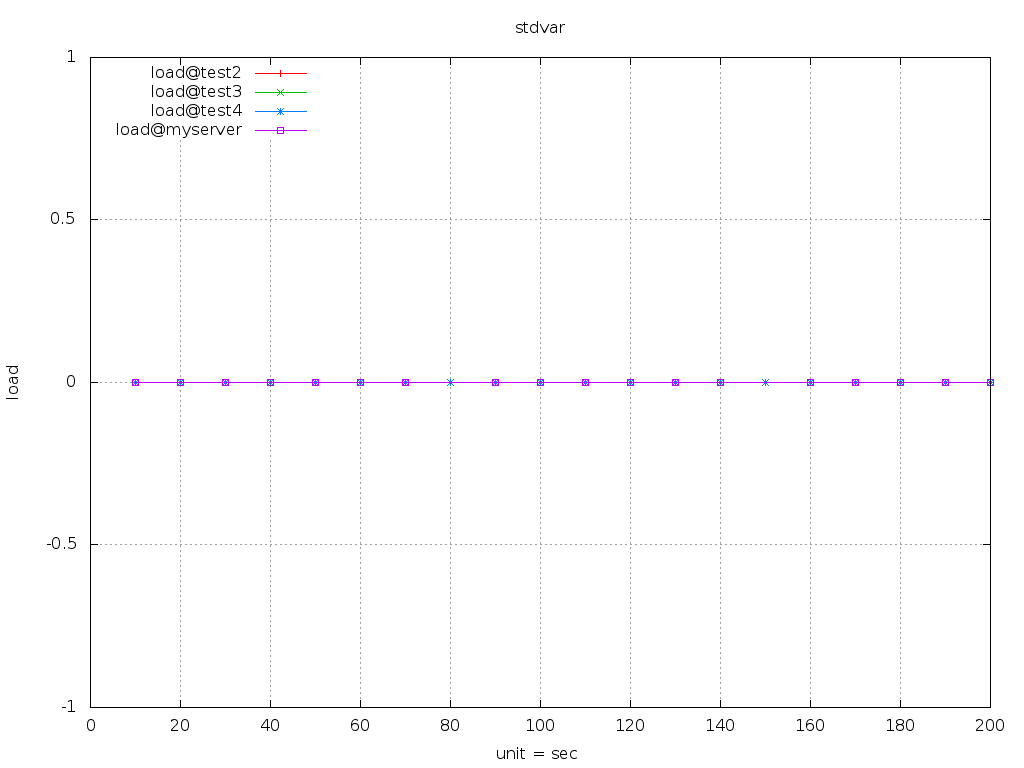 stdvar
load@test2
load@test3
load@test4
load@myserver
1
0.5
0
-0.5
-1
load
0 20 40 60 80 100 120 140 160 180 200
unit = sec